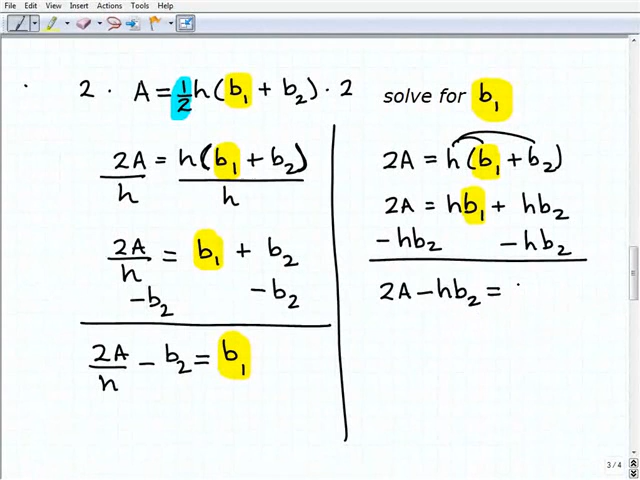 File Edit View Insert Actions Tools Help
2 · A = 1/2 h(b₁ + b₂) · 2 solve for b₁
2A/h = h(b₁ + b₂)/h
2A/h = b₁ + b₂
-b₂ -b₂
2A/h - b₂ = b₁
2A = h(b₁ + b₂)
2A = hb₁ + hb₂
-hb₂ -hb₂
2A - hb₂ =
3 / 4